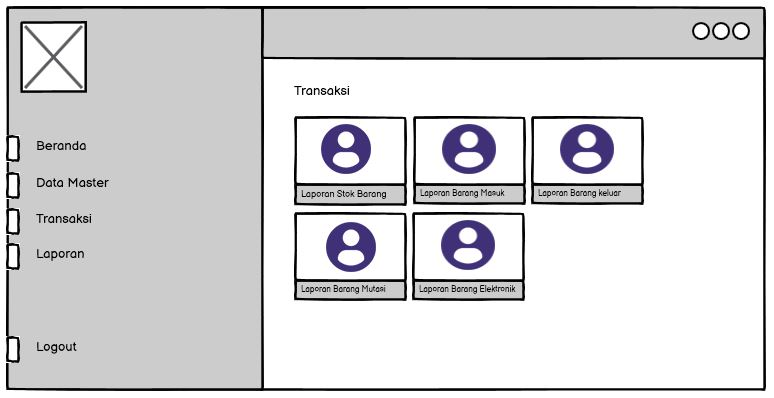 Beranda
Data Master
Transaksi
Laporan
Logout
Transaksi
Laporan Stok Barang
Laporan Barang Masuk
Laporan Barang keluar
Laporan Barang Mutasi
Laporan Barang Elektronik